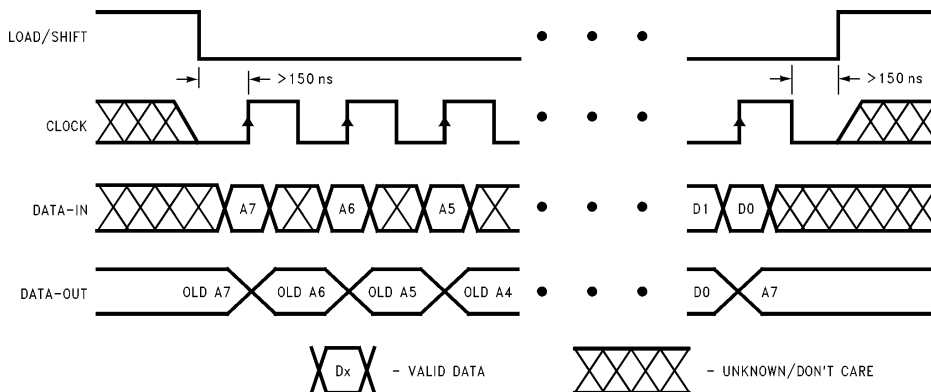 LOAD/SHIFT
>150 ns >150 ns
CLOCK
DATA-IN A7 A6 A5 D1 D0
DATA-OUT OLD A7 OLD A6 OLD A5 OLD A4 D0 A7
Dx - VALID DATA - UNKNOWN/DON'T CARE